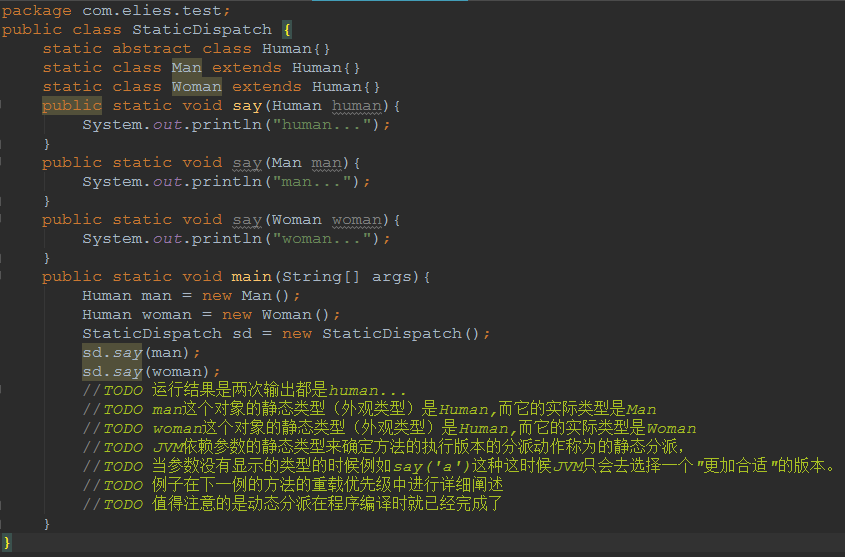 package com.elies.test;
public class StaticDispatch {
    static abstract class Human{}
    static class Man extends Human{}
    static class Woman extends Human{}
    public static void say(Human human){
        System.out.println("human...");
    }
    public static void say(Man man){
        System.out.println("man...");
    }
    public static void say(Woman woman){
        System.out.println("woman...");
    }
    public static void main(String[] args){
        Human man = new Man();
        Human woman = new Woman();
        StaticDispatch sd = new StaticDispatch();
        sd.say(man);
        sd.say(woman);
        //TODO 运行结果是两次输出都是human...
        //TODO man这个对象的静态类型（外观类型）是Human,而它的实际类型是Man
        //TODO woman这个对象的静态类型（外观类型）是Human,而它的实际类型是Woman
        //TODO JVM依赖参数的静态类型来确定方法的执行版本的分派动作称为的静态分派，
        //TODO 当参数没有显示的类型的时候例如say('a')这种这时候JVM只会去选择一个"更加合适"的版本。
        //TODO 例子在下一例的方法的重载优先级中进行详细阐述
        //TODO 值得注意的是动态分派在程序编译时就已经完成了
    }
}